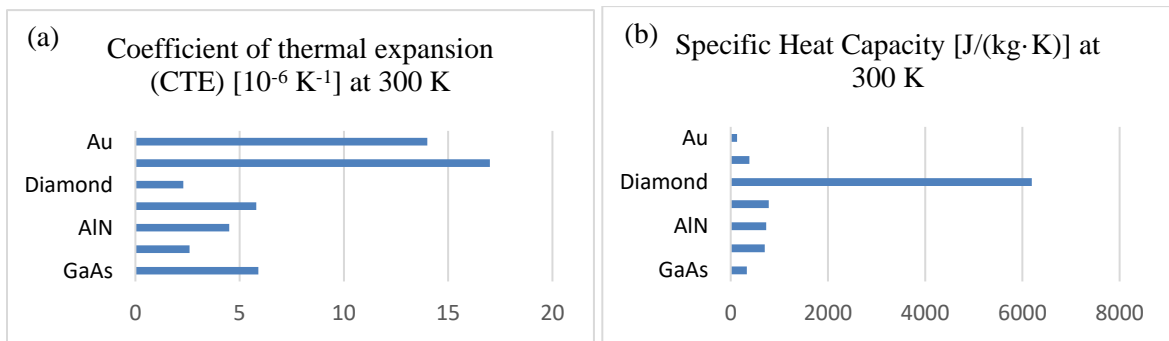 (a)
Coefficient of thermal expansion
(CTE) [10⁻⁶ K⁻¹] at 300 K
Au
Diamond
AlN
GaAs
0 5 10 15 20
(b)
Specific Heat Capacity [J/(kg·K)] at
300 K
Au
Diamond
AlN
GaAs
0 2000 4000 6000 8000